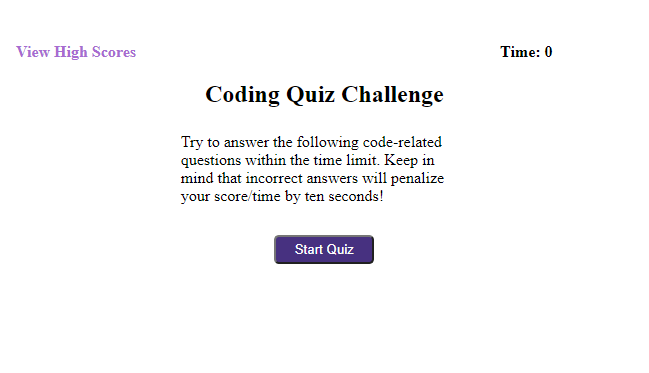 View High Scores
Time: 0
Coding Quiz Challenge
Try to answer the following code-related
questions within the time limit. Keep in
mind that incorrect answers will penalize
your score/time by ten seconds!
Start Quiz